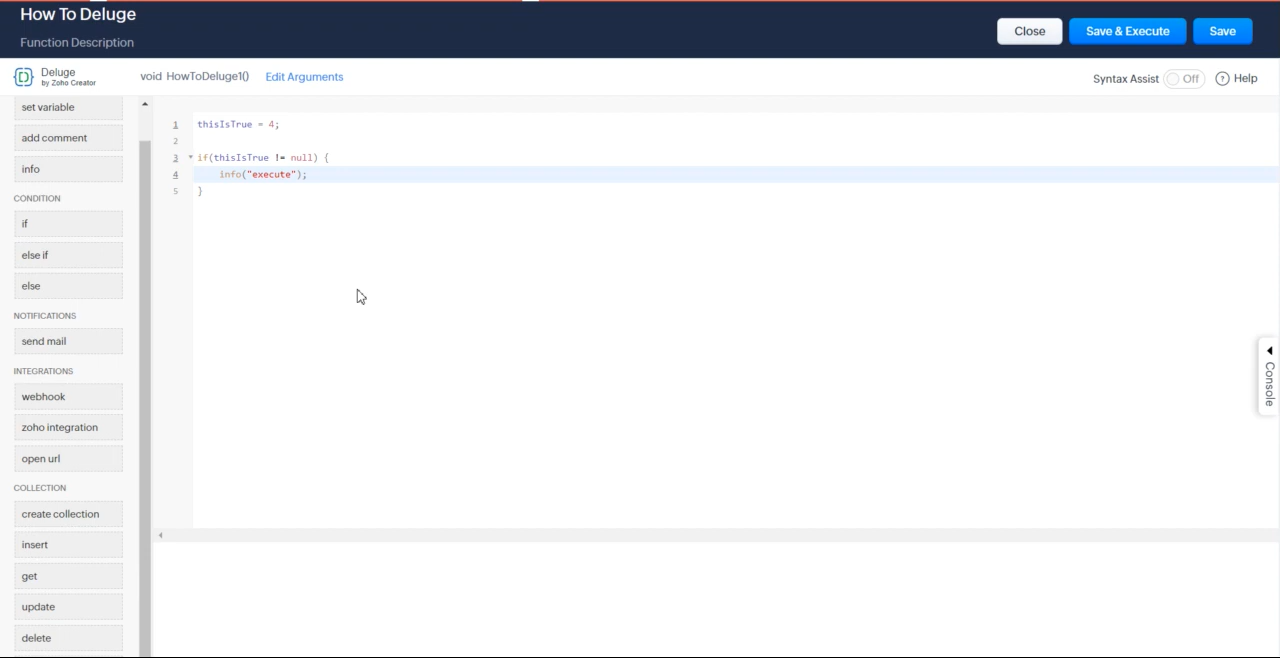 How To Deluge
Function Description
Close
Save & Execute
Save
Deluge
by Zoho Creator
void HowToDeluge1()
Edit Arguments
Syntax Assist
Off
? Help
set variable
add comment
info
CONDITION
if
else if
else
NOTIFICATIONS
send mail
INTEGRATIONS
webhook
zoho integration
open url
COLLECTION
create collection
insert
get
update
delete
1 thisIsTrue = 4;
2
3 if(thisIsTrue != null) {
4 info("execute");
5 }
Console